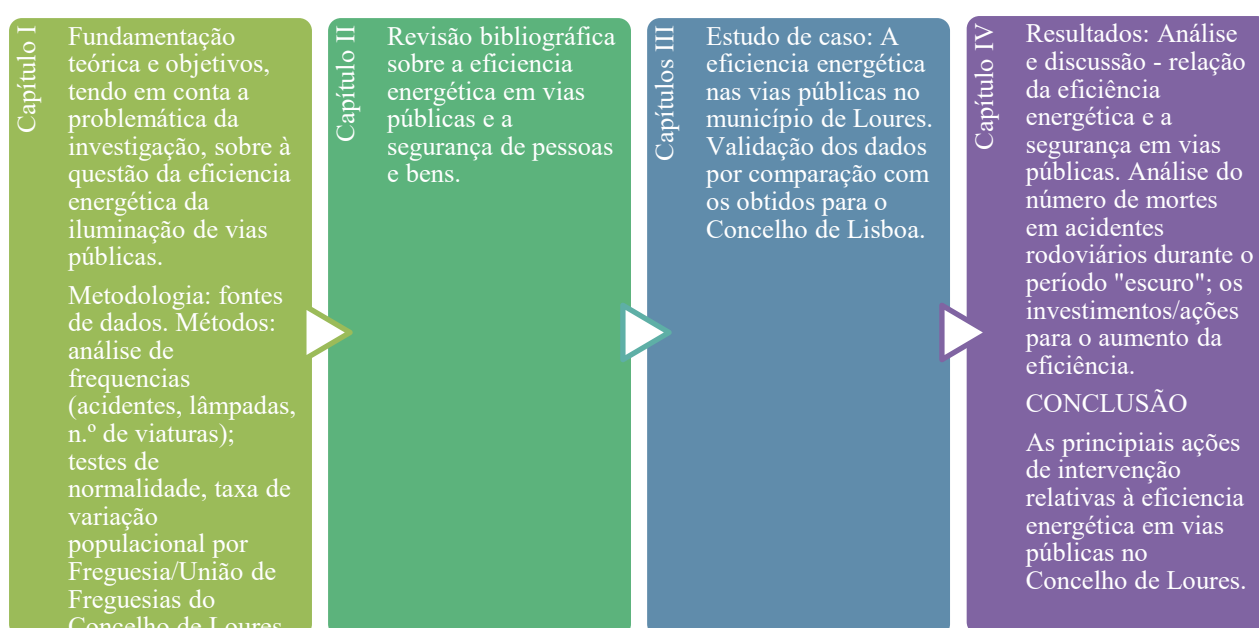 Capítulo I
Fundamentação
teórica e objetivos,
tendo em conta a
problemática da
investigação, sobre à
questão da eficiencia
energética da
iluminação de vias
públicas.
Metodologia: fontes
de dados. Métodos:
análise de
frequencias
(acidentes, lâmpadas,
n.º de viaturas);
testes de
normalidade, taxa de
variação
populacional por
Freguesia/União de
Freguesias do
Concelho de Loures
Capítulo II
Revisão bibliográfica
sobre a eficiencia
energética em vias
públicas e a
segurança de pessoas
e bens.
Capítulos III
Estudo de caso: A
eficiencia energética
nas vias públicas no
município de Loures.
Validação dos dados
por comparação com
os obtidos para o
Concelho de Lisboa.
Capítulo IV
Resultados: Análise
e discussão - relação
da eficiência
energética e a
segurança em vias
públicas. Análise do
número de mortes
em acidentes
rodoviários durante o
período "escuro"; os
investimentos/ações
para o aumento da
eficiência.
CONCLUSÃO
As principiais ações
de intervenção
relativas à eficiencia
energética em vias
públicas no
Concelho de Loures.